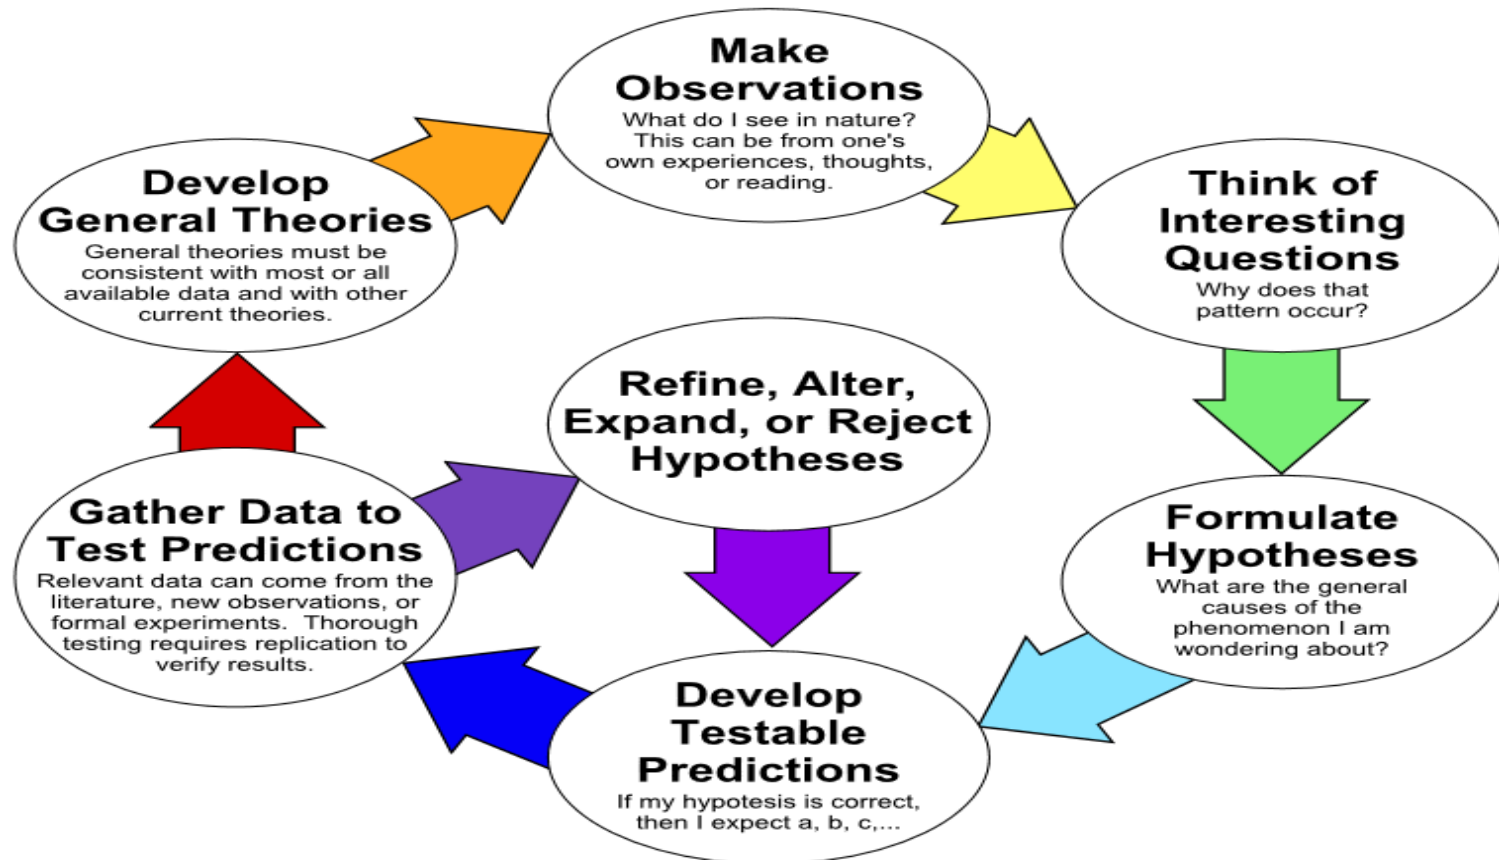 Make
Observations
What do I see in nature?
This can be from one's
own experiences, thoughts,
or reading.
Think of
Interesting
Questions
Why does that
pattern occur?
Formulate
Hypotheses
What are the general
causes of the
phenomenon I am
wondering about?
Develop
Testable
Predictions
If my hypotesis is correct,
then I expect a, b, c,...
Gather Data to
Test Predictions
Relevant data can come from the
literature, new observations, or
formal experiments.  Thorough
testing requires replication to
verify results.
Refine, Alter,
Expand, or Reject
Hypotheses
Develop
General Theories
General theories must be
consistent with most or all
available data and with other
current theories.